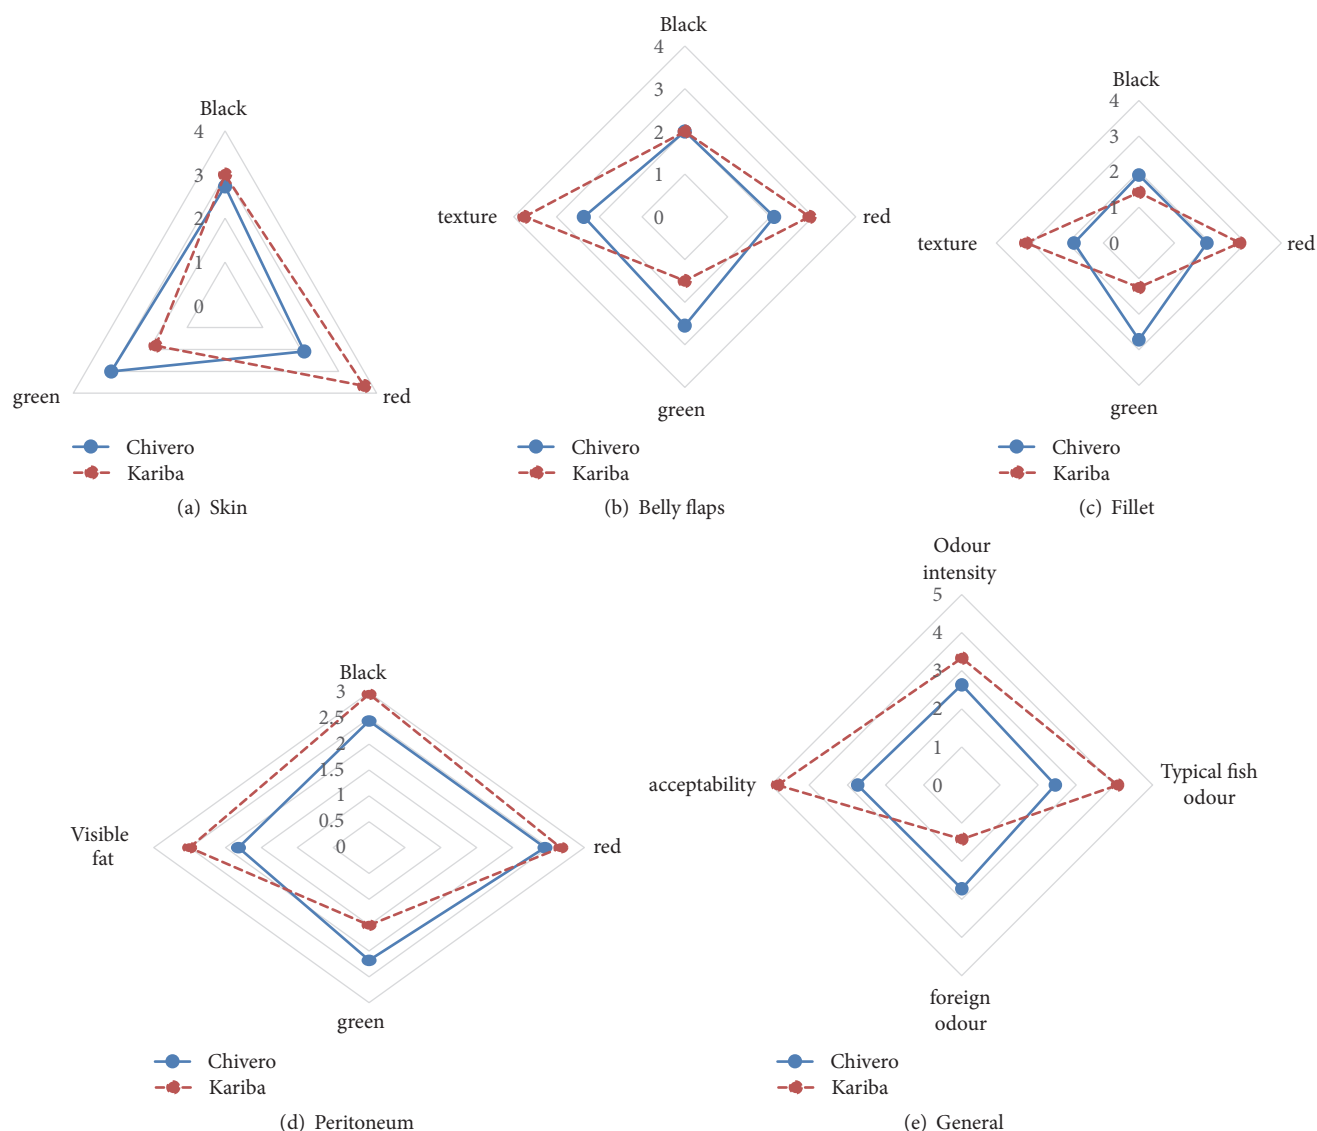 Black
4
3
2
1
0
green
red
Chivero
Kariba
(a) Skin
Black
4
3
2
1
0
texture
red
green
Chivero
Kariba
(b) Belly flaps
Black
4
3
2
1
0
texture
red
green
Chivero
Kariba
(c) Fillet
Black
3
2.5
2
1.5
1
0.5
0
Visible
fat
red
green
Chivero
Kariba
(d) Peritoneum
Odour
intensity
5
4
3
2
1
0
acceptability
Typical fish
odour
foreign
odour
Chivero
Kariba
(e) General